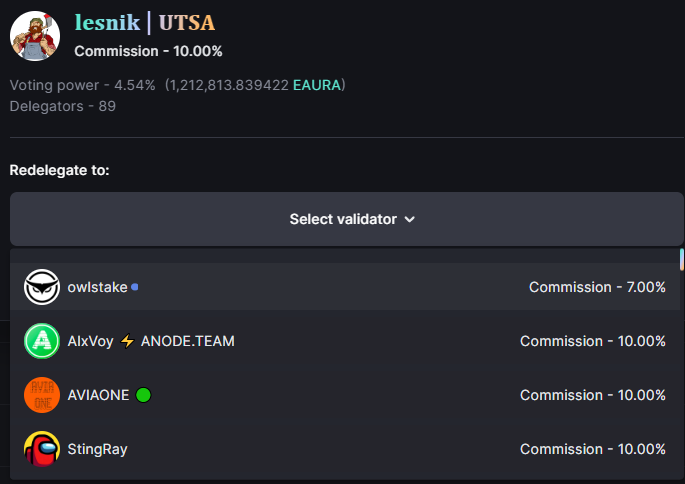 lesnik | UTSA
Commission - 10.00%
Voting power - 4.54% (1,212,813.839422 EAURA)
Delegators - 89
Redelegate to:
Select validator
owlstake Commission - 7.00%
AlxVoy ⚡ ANODE.TEAM Commission - 10.00%
AVIA
ONE
AVIAONE Commission - 10.00%
StingRay Commission - 10.00%